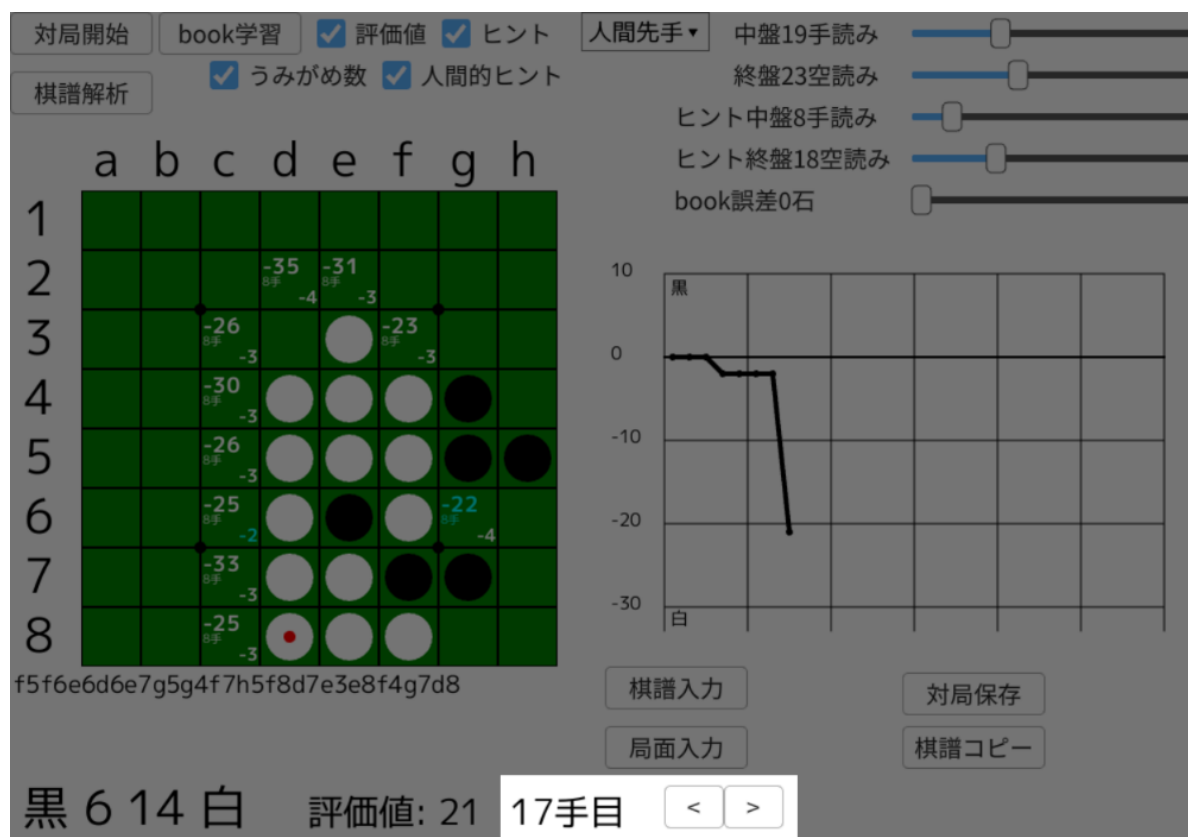 対局開始 book学習 評価値 ヒント 人間先手▾ 中盤19手読み
棋譜解析 うみがめ数 人間的ヒント 終盤23空読み
ヒント中盤8手読み
ヒント終盤18空読み
book誤差0石
a b c d e f g h
1
2 -35 8手 -4 -31 8手 -3
3 -26 8手 -3 -23 8手 -3
4 -30 8手 -3
5 -26 8手 -3
6 -25 8手 -2 -22 8手 -4
7 -33 8手 -3
8 -25 8手 -3
10
黒
0
-10
-20
-30
白
f5f6e6d6e7g5g4f7h5f8d7e3e8f4g7d8
棋譜入力 対局保存
局面入力 棋譜コピー
黒 6 14 白 評価値: 21 17手目 < >